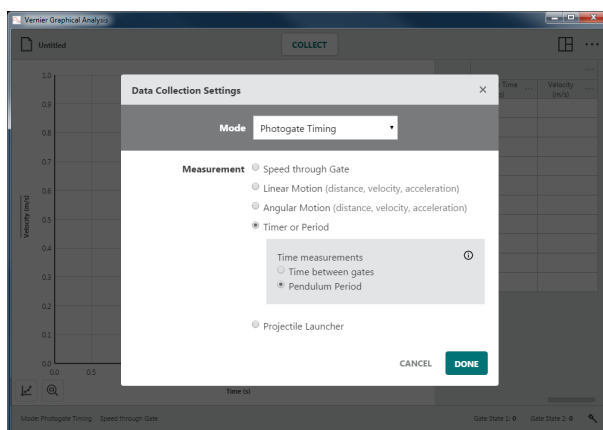 Vernier Graphical Analysis
Untitled
COLLECT
Time
Velocity
(m/s)
1.0
0.9
0.8
0.7
0.6
0.5
0.4
0.3
0.2
0.1
0.0
0.0
0.5
Velocity (m/s)
Time (s)
Data Collection Settings
Mode
Photogate Timing
Measurement
Speed through Gate
Linear Motion (distance, velocity, acceleration)
Angular Motion (distance, velocity, acceleration)
Timer or Period
Time measurements
Time between gates
Pendulum Period
Projectile Launcher
CANCEL
DONE
Mode: Photogate Timing Speed through Gate
Gate State 1: 0 Gate State 2: 0